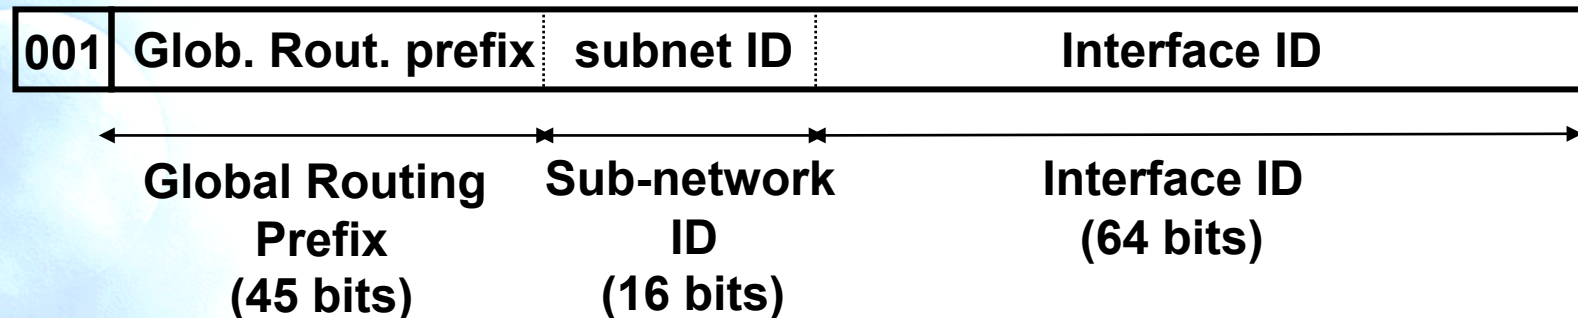 001 Glob. Rout. prefix subnet ID Interface ID
Global Routing Prefix (45 bits)
Sub-network ID (16 bits)
Interface ID (64 bits)